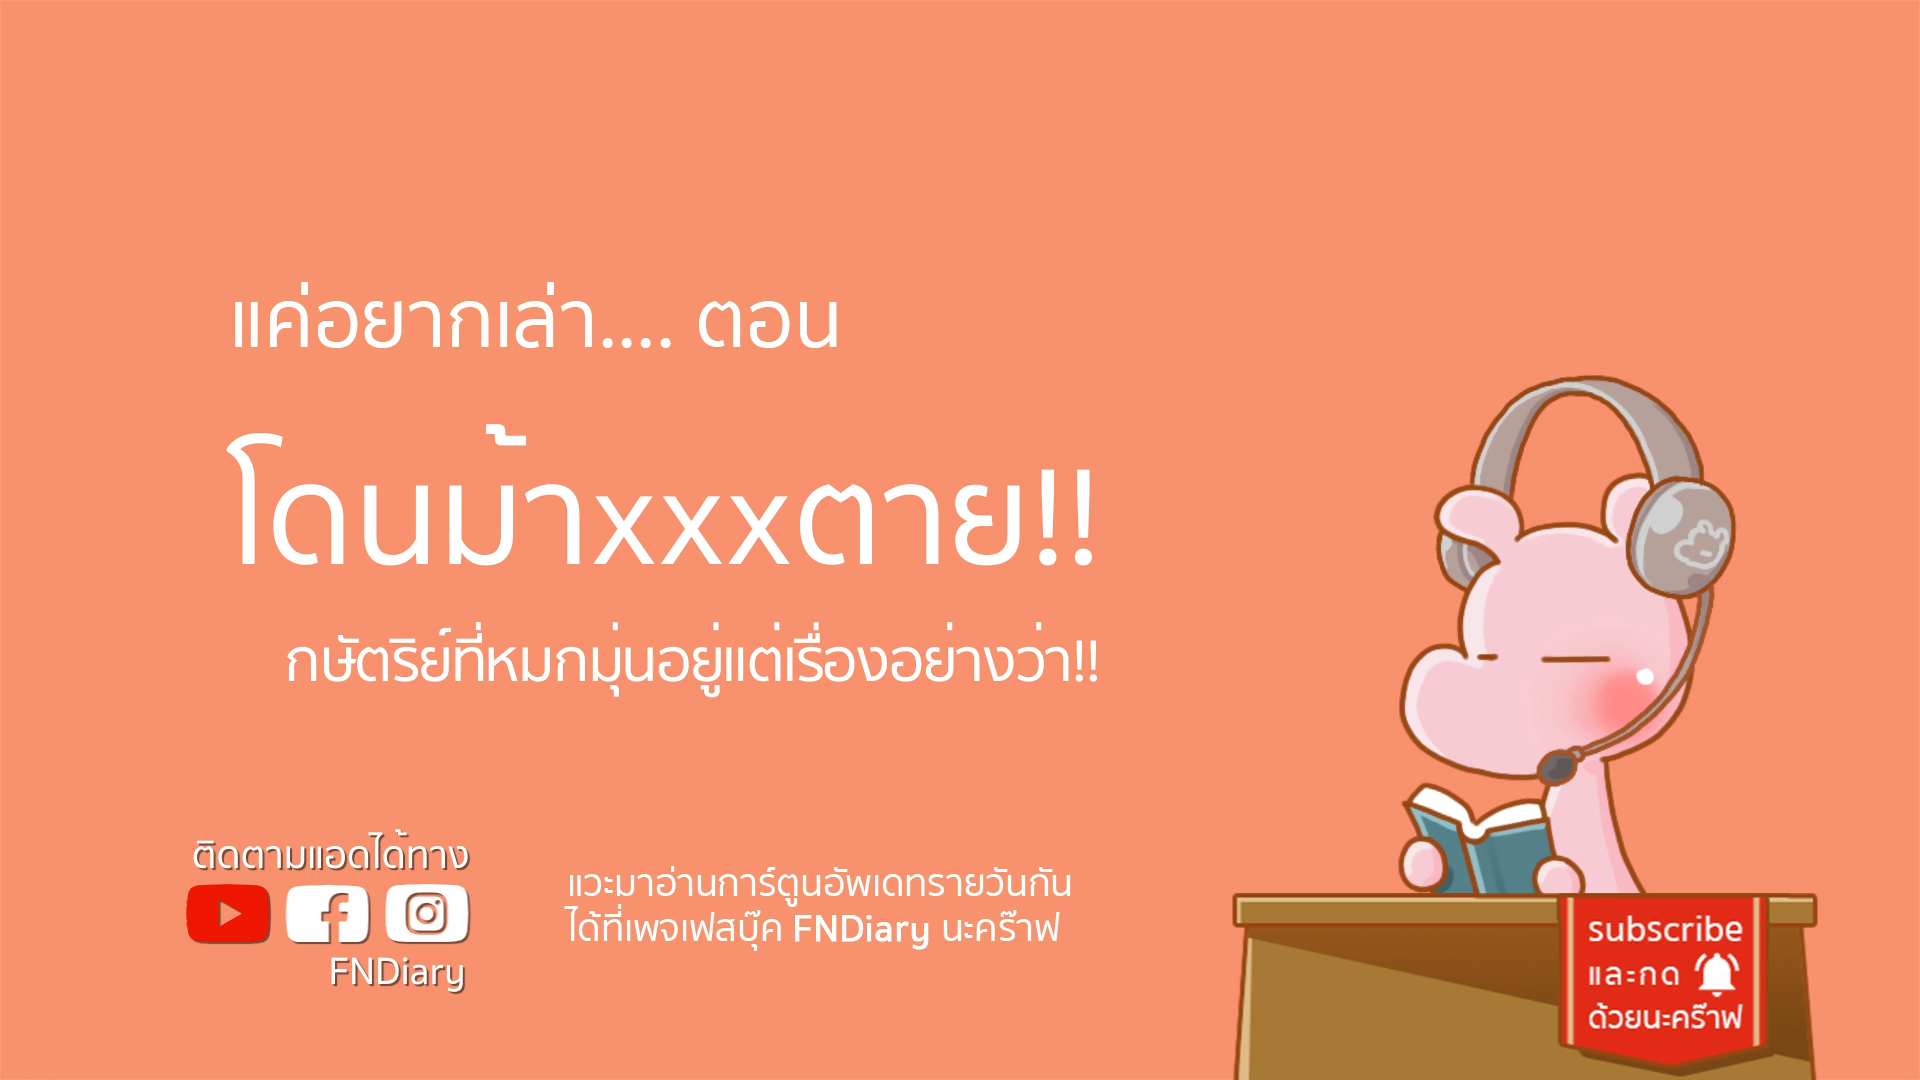 แค่อยากเล่า.... ตอน
โดนม้าxxxตาย!!
กษัตริย์ที่หมกมุ่นอยู่แต่เรื่องอย่างว่า!!
ติดตามแอดได้ทาง
FNDiary
แวะมาอ่านการ์ตูนอัพเดทรายวันกัน
ได้ที่เพจเฟสบุ๊ค FNDiary นะคร๊าฟ
subscribe
และกด
ด้วยนะคร๊าฟ